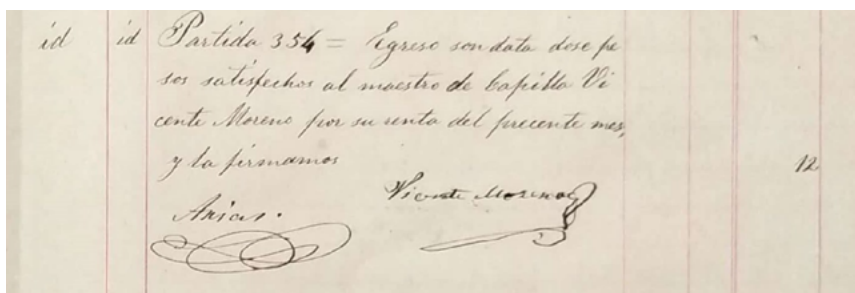 id id Partida 354 = Egreso son data dose pe
sos satisfechos al maestro de Capilla Vi
cente Moreno por su renta del precente mes,
y la firmamos 12
Arias. Vicente Moreno